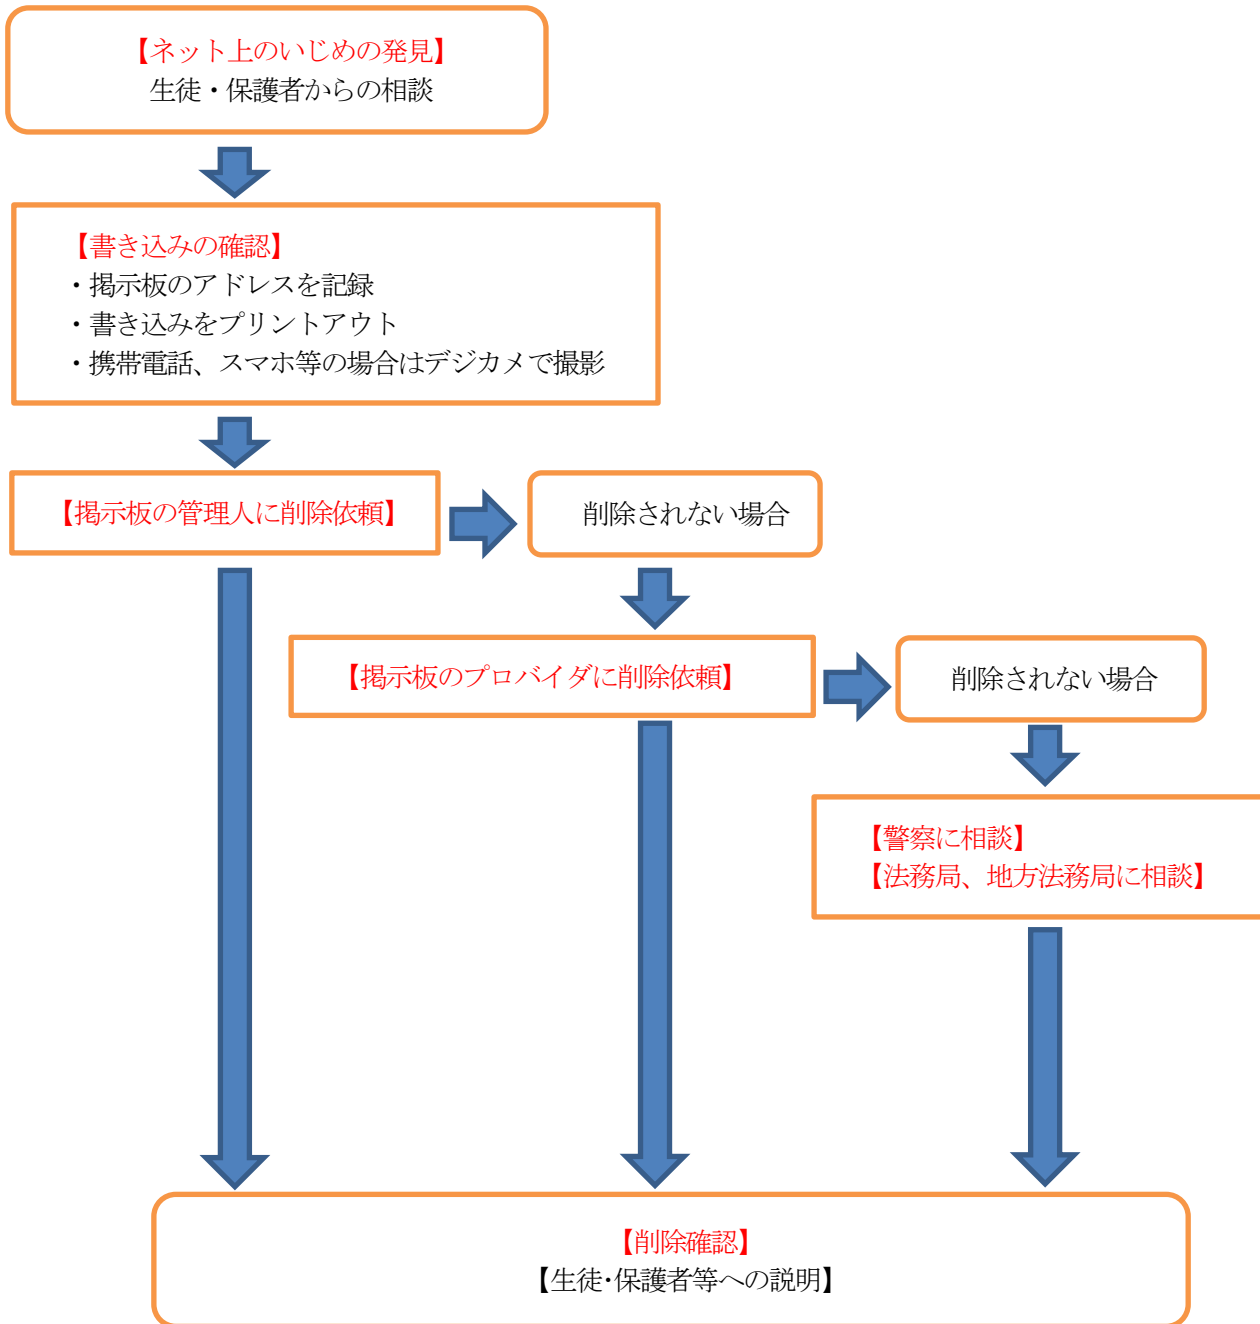 【ネット上のいじめの発見】
生徒・保護者からの相談
【書き込みの確認】
・掲示板のアドレスを記録
・書き込みをプリントアウト
・携帯電話、スマホ等の場合はデジカメで撮影
【掲示板の管理人に削除依頼】
削除されない場合
【掲示板のプロバイダに削除依頼】
削除されない場合
【警察に相談】
【法務局、地方法務局に相談】
【削除確認】
【生徒・保護者等への説明】